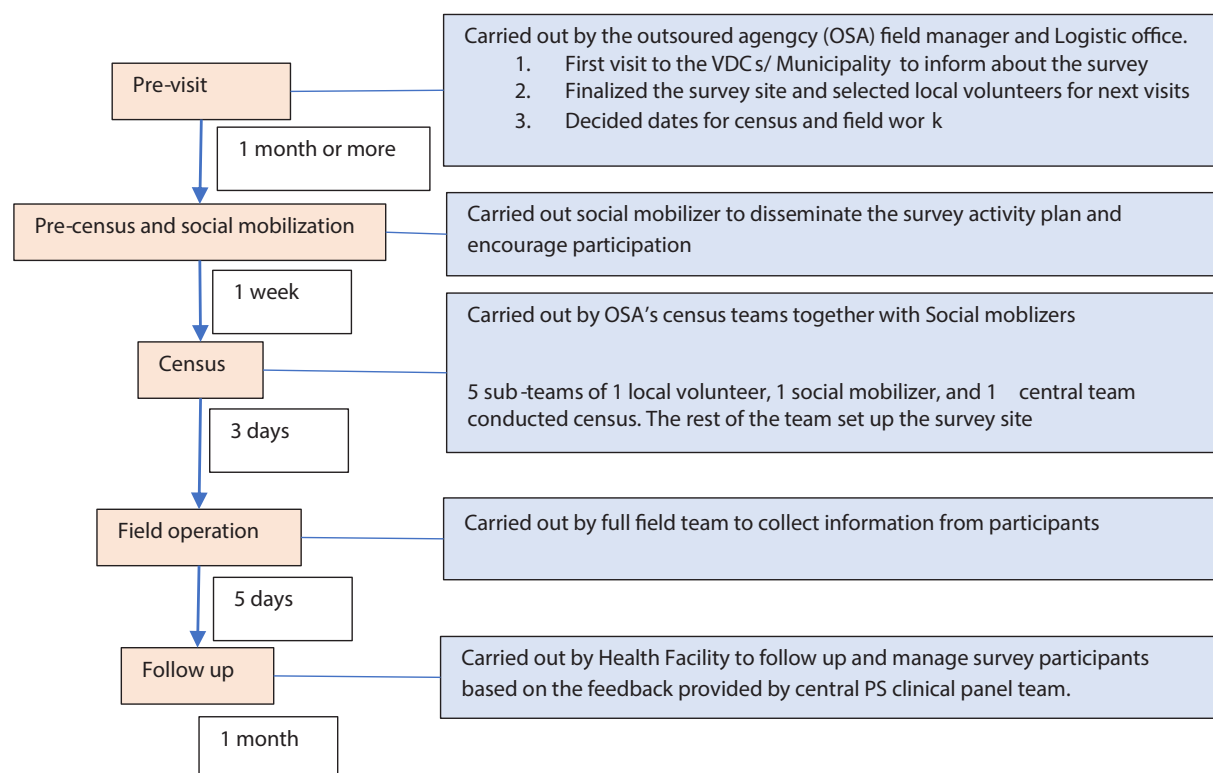 Carried out by the outsoured agengcy (OSA) field manager and Logistic office.
1. First visit to the VDCs/ Municipality to inform about the survey
2. Finalized the survey site and selected local volunteers for next visits
3. Decided dates for census and field wor k
Pre-visit
1 month or more
Pre-census and social mobilization
Carried out social mobilizer to disseminate the survey activity plan and
encourage participation
1 week
Carried out by OSA's census teams together with Social moblizers
5 sub-teams of 1 local volunteer, 1 social mobilizer, and 1 central team
conducted census. The rest of the team set up the survey site
Census
3 days
Field operation
Carried out by full field team to collect information from participants
5 days
Follow up
Carried out by Health Facility to follow up and manage survey participants
based on the feedback provided by central PS clinical panel team.
1 month